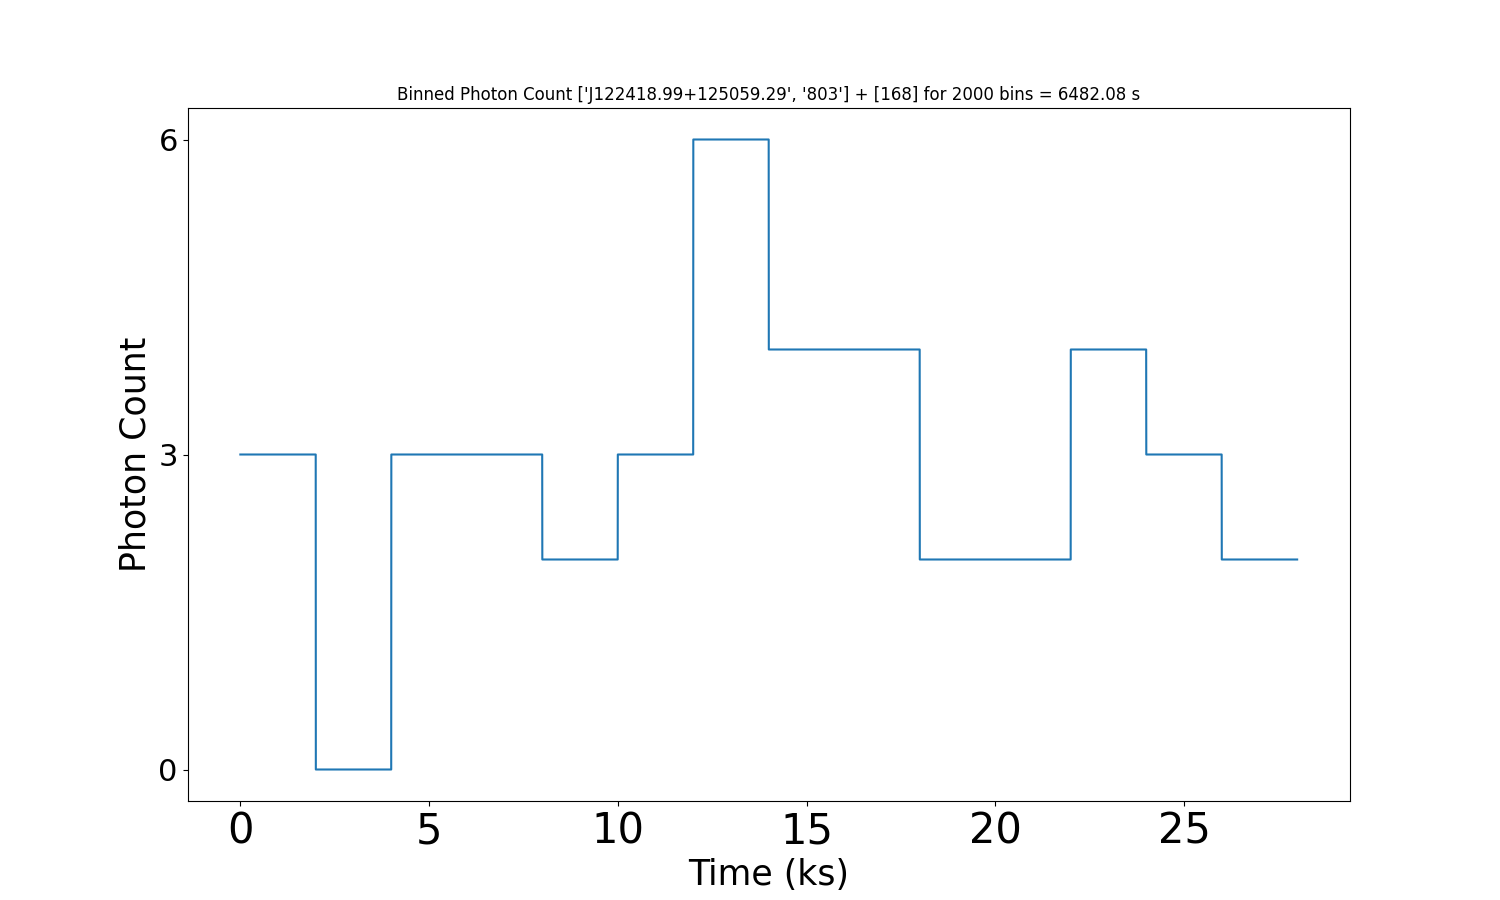 Binned Photon Count ['J122418.99+125059.29', '803'] + [168] for 2000 bins = 6482.08 s
6
3
0
Photon Count
0 5 10 15 20 25
Time (ks)